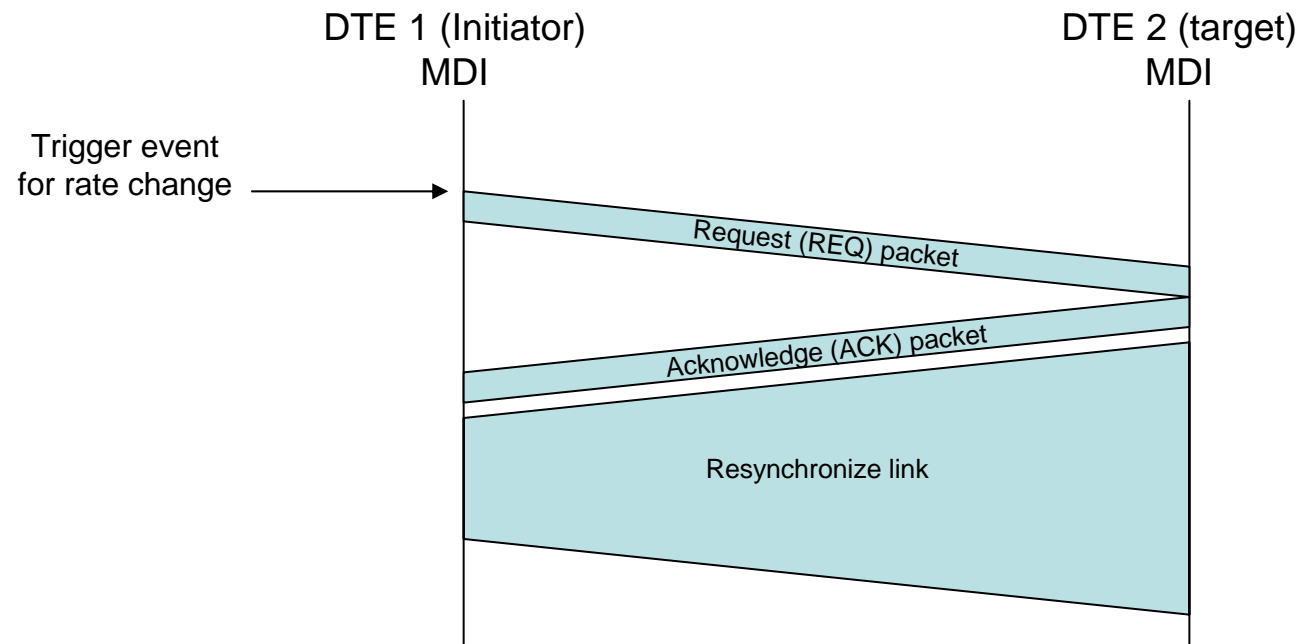 DTE 1 (Initiator)
MDI
DTE 2 (target)
MDI
Trigger event
for rate change
Request (REQ) packet
Acknowledge (ACK) packet
Resynchronize link